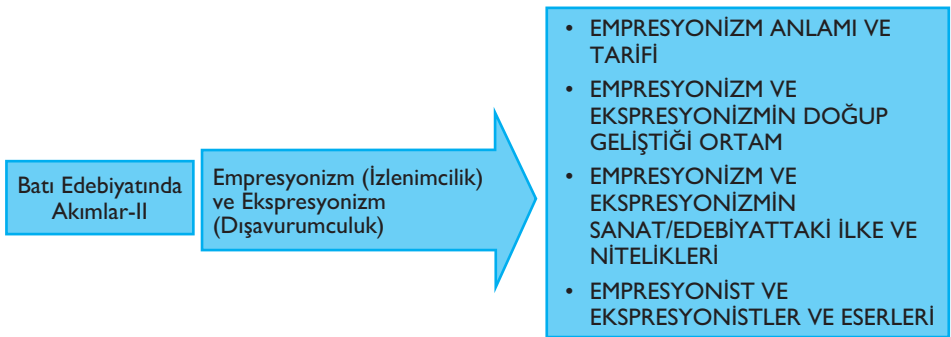 Batı Edebiyatında
Akımlar-II
Empresyonizm (İzlenimcilik)
ve Ekspresyonizm
(Dışavurumculuk)
• EMPRESYONİZM ANLAMI VE
TARİFİ
• EMPRESYONİZM VE
EKSPRESYONİZMİN DOĞUP
GELİŞTİĞİ ORTAM
• EMPRESYONİZM VE
EKSPRESYONİZMİN
SANAT/EDEBİYATTAKİ İLKE VE
NİTELİKLERİ
• EMPRESYONİST VE
EKSPRESYONİSTLER VE ESERLERİ